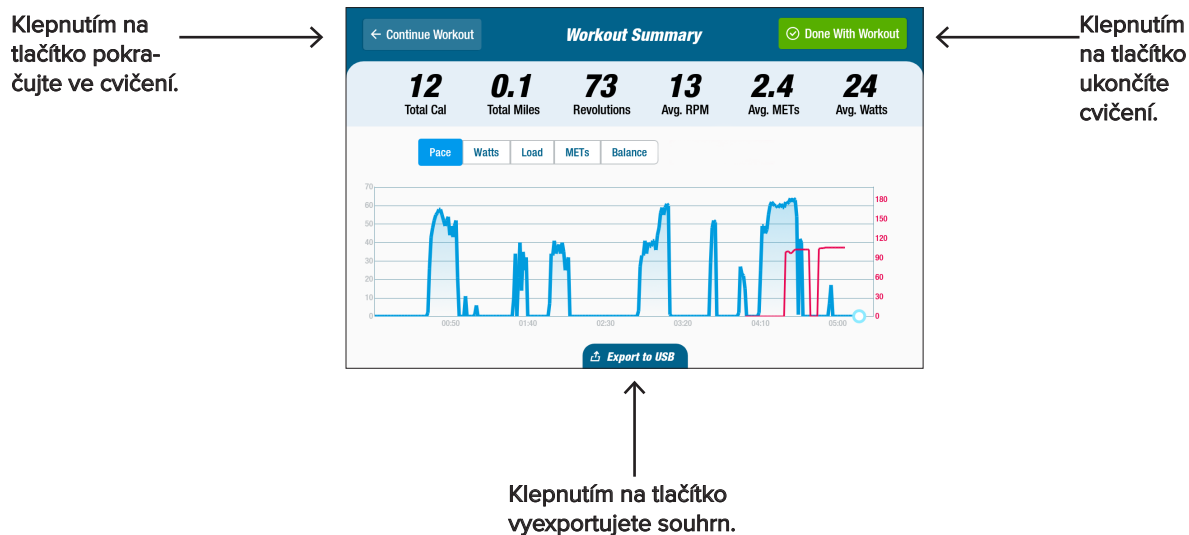 Klepnutím na
tlačítko pokra-
čujte ve cvičení.
← Continue Workout
Workout Summary
Done With Workout
Klepnutím
na tlačítko
ukončíte
cvičení.
12 0.1 73 13 2.4 24
Total Cal Total Miles Revolutions Avg. RPM Avg. METs Avg. Watts
Pace Watts Load METs Balance
70
60
50
40
30
20
10
0
180
150
120
90
60
30
0
00:50 01:40 02:30 03:20 04:10 05:00
Export to USB
Klepnutím na tlačítko
vyexportujete souhrn.